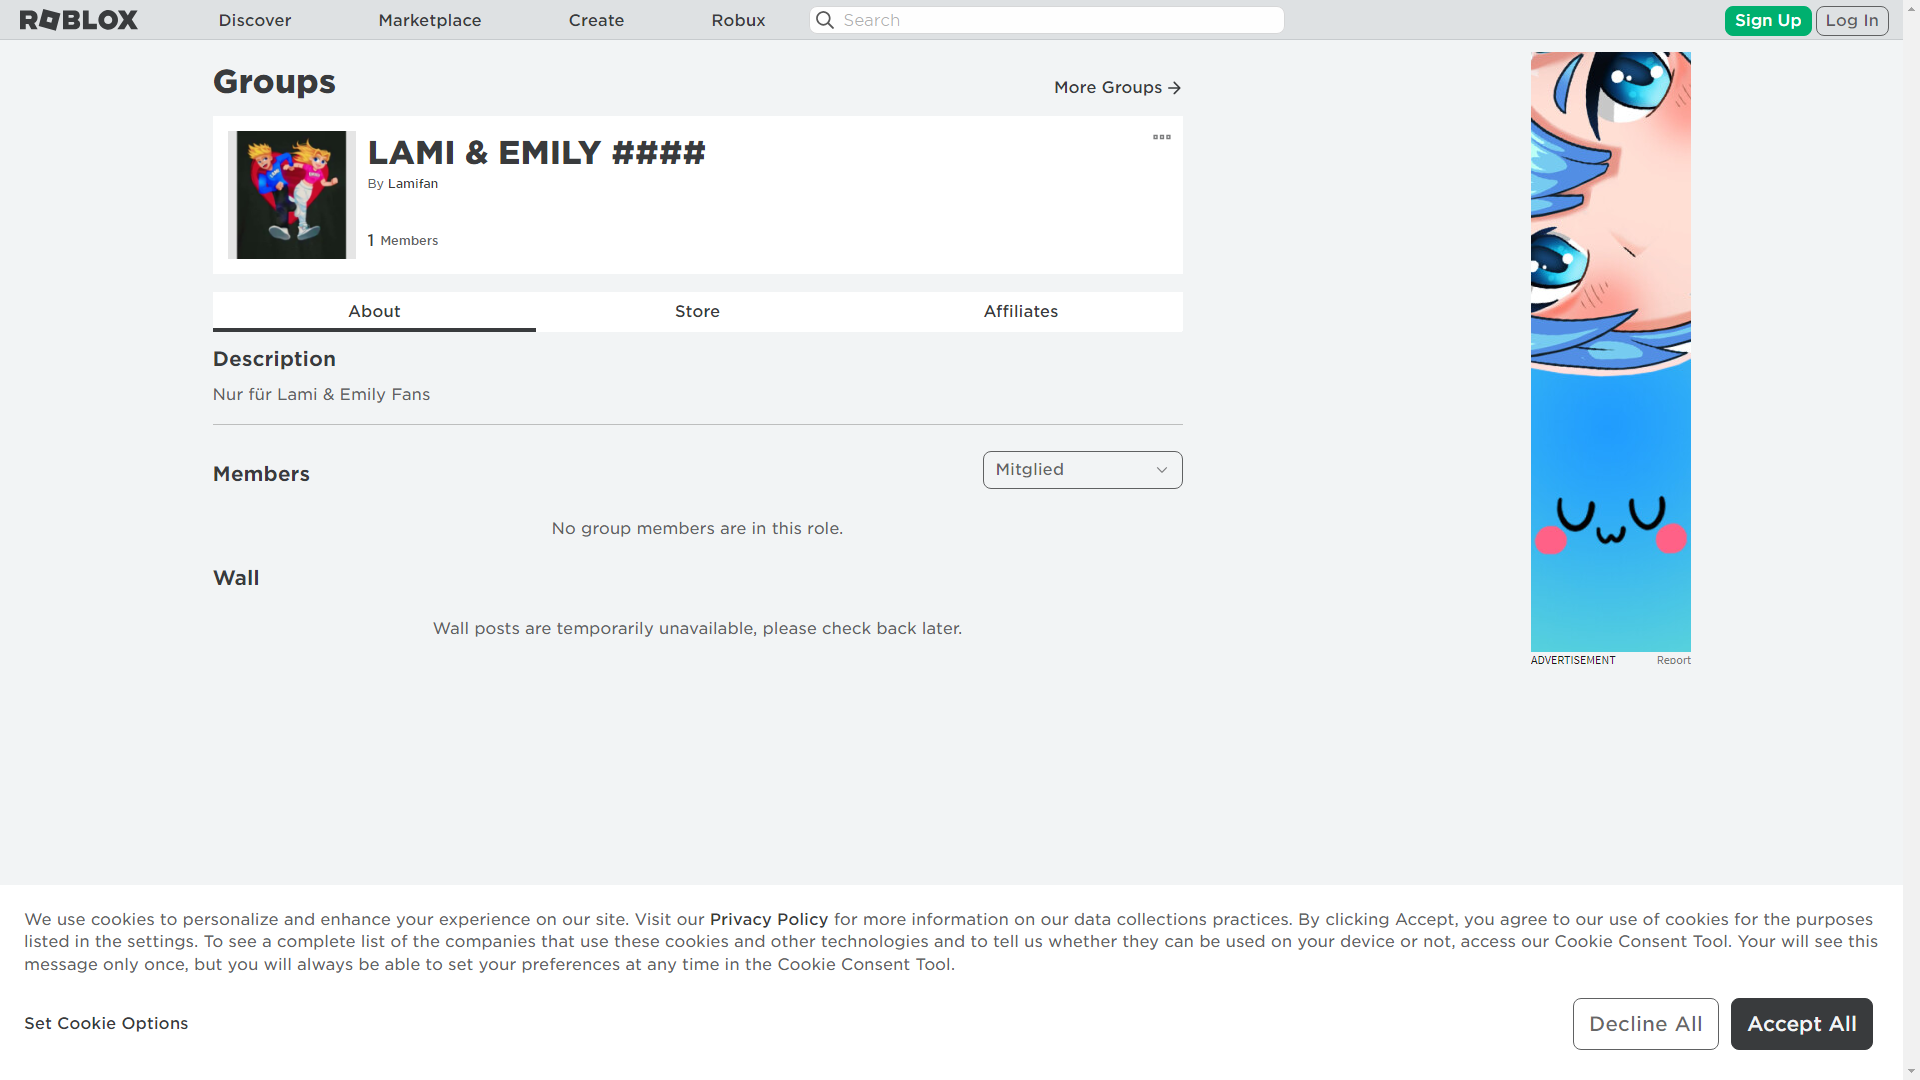 ROBLOX
Discover
Marketplace
Create
Robux
Search
Sign Up
Log In
Groups
More Groups
LAMI & EMILY ####
By Lamifan
1 Members
About
Store
Affiliates
Description
Nur für Lami & Emily Fans
Members
Mitglied
No group members are in this role.
Wall
Wall posts are temporarily unavailable, please check back later.
ADVERTISEMENT
Report
We use cookies to personalize and enhance your experience on our site. Visit our Privacy Policy for more information on our data collections practices. By clicking Accept, you agree to our use of cookies for the purposes
listed in the settings. To see a complete list of the companies that use these cookies and other technologies and to tell us whether they can be used on your device or not, access our Cookie Consent Tool. Your will see this
message only once, but you will always be able to set your preferences at any time in the Cookie Consent Tool.
Set Cookie Options
Decline All
Accept All